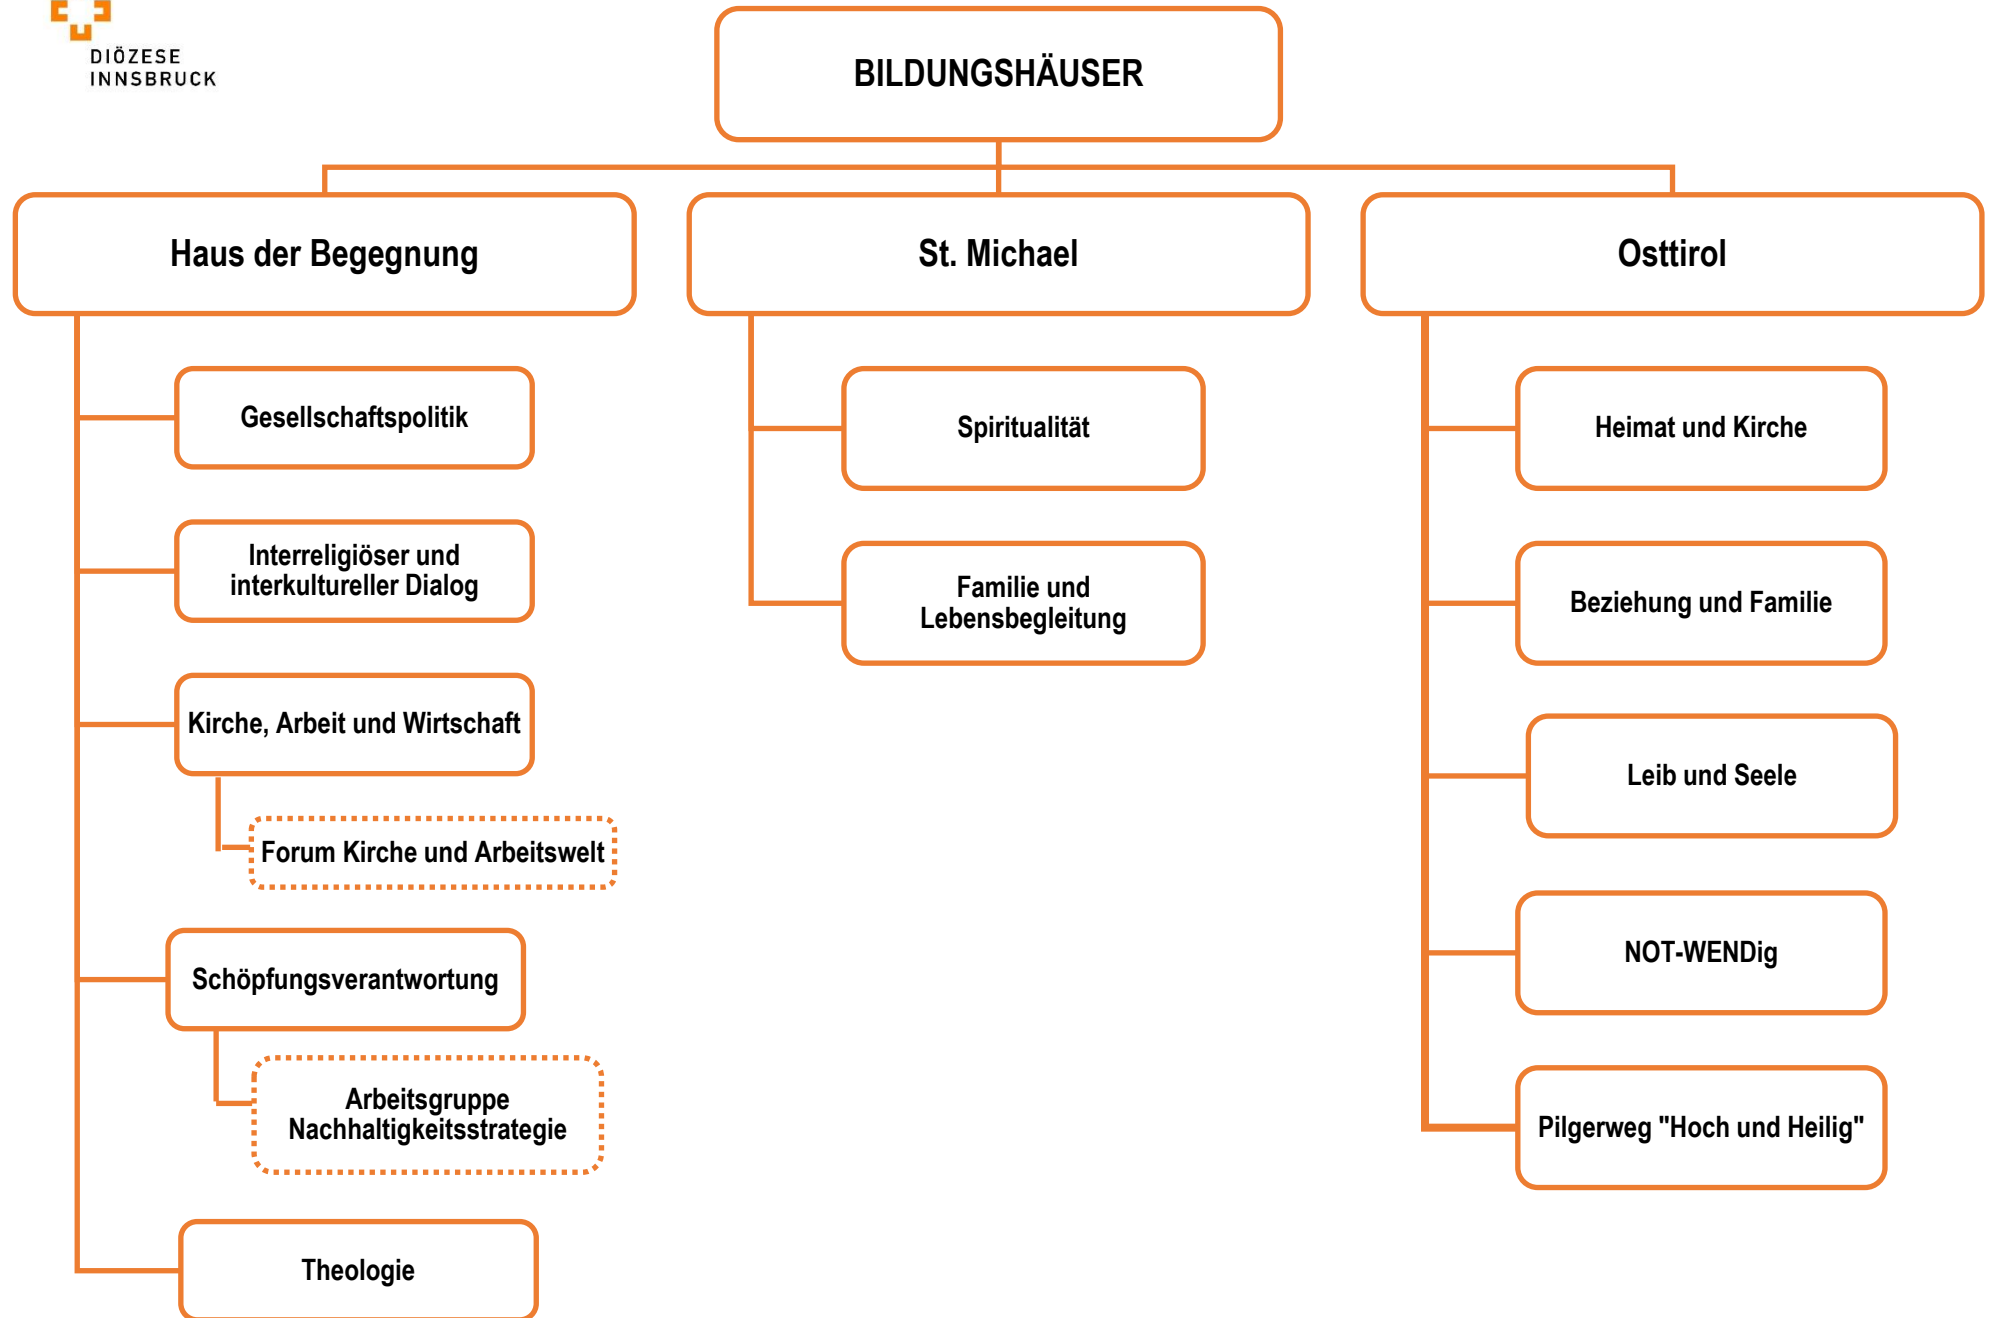 DIÖZESE
INNSBRUCK
BILDUNGSHÄUSER
Haus der Begegnung
Gesellschaftspolitik
Interreligiöser und
interkultureller Dialog
Kirche, Arbeit und Wirtschaft
Forum Kirche und Arbeitswelt
Schöpfungsverantwortung
Arbeitsgruppe
Nachhaltigkeitsstrategie
Theologie
St. Michael
Spiritualität
Familie und
Lebensbegleitung
Osttirol
Heimat und Kirche
Beziehung und Familie
Leib und Seele
NOT-WENDig
Pilgerweg "Hoch und Heilig"